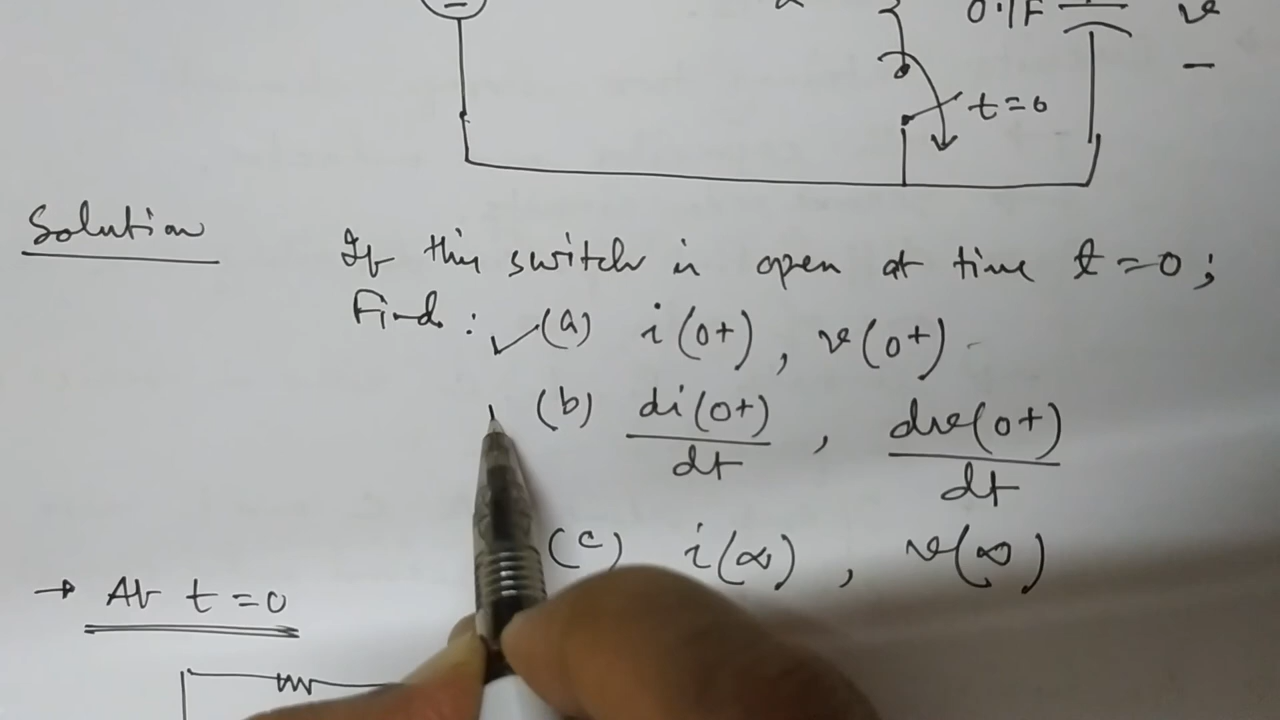 0.1F v
−
t=0
Solution If this switch is open at time t=0;
Find: (a) i(0+), v(0+)
(b) di(0+)/dt, dv(0+)/dt
(c) i(∞), v(∞)
→ At t=0